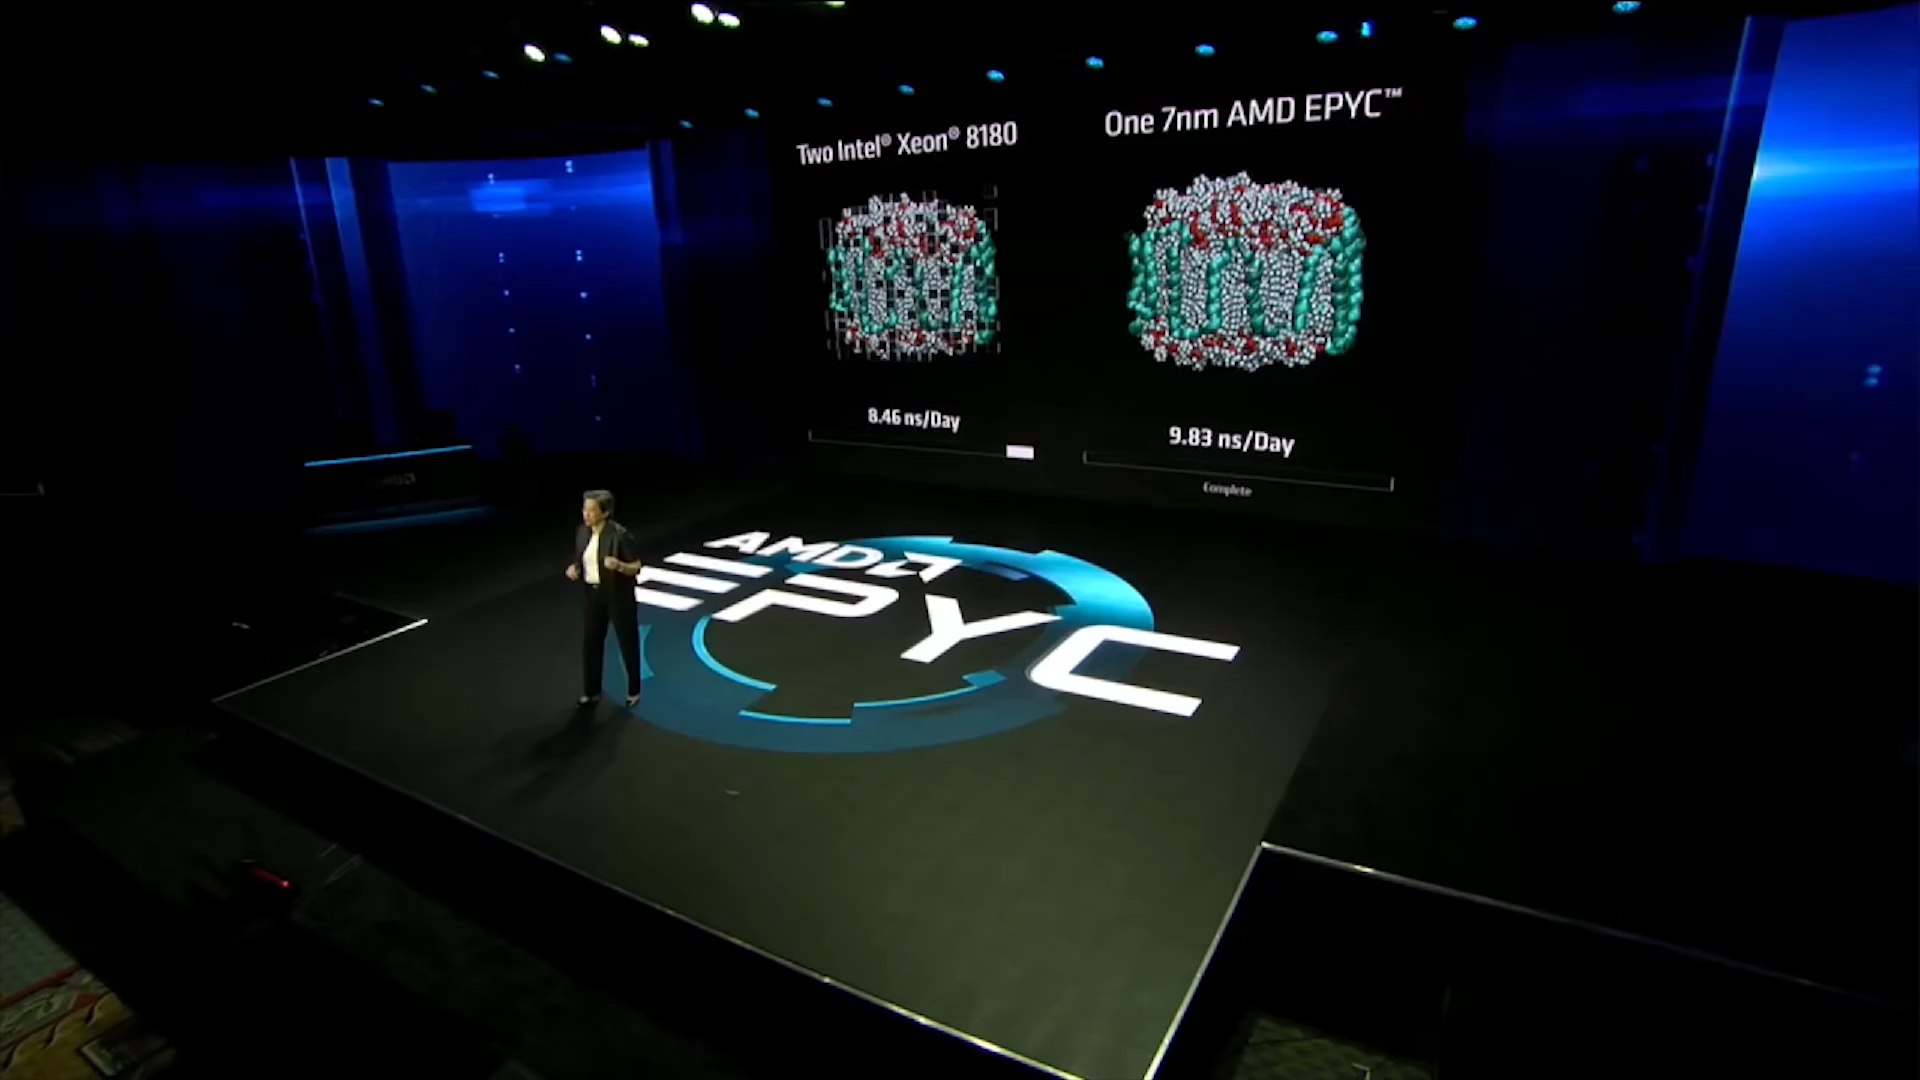 Two Intel® Xeon® 8180
One 7nm AMD EPYC™
8.46 ns/Day
9.83 ns/Day
Complete
AMD
AMD
EPYC